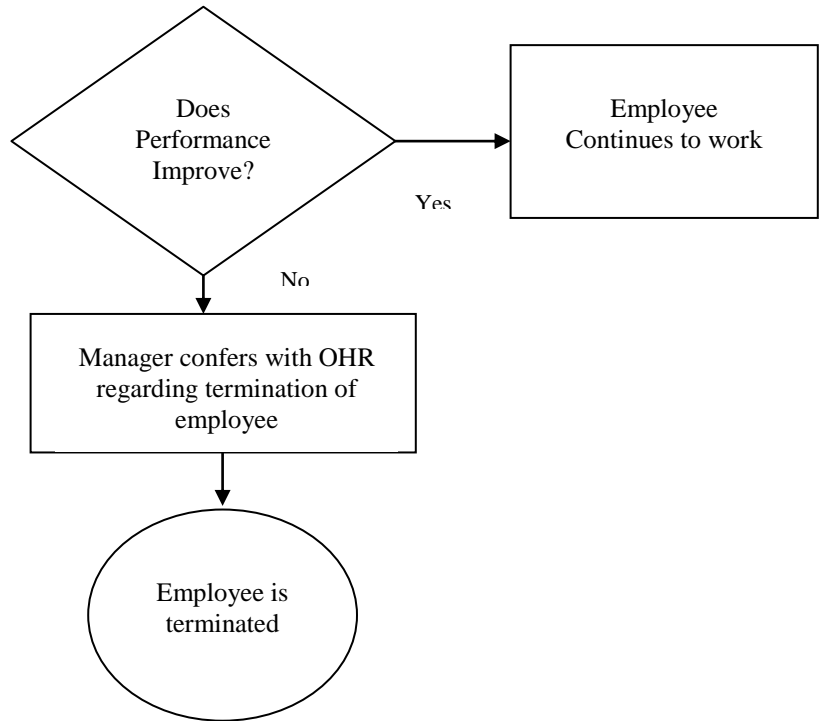 Does
Performance
Improve?
Employee
Continues to work
Yes
No
Manager confers with OHR
regarding termination of
employee
Employee is
terminated